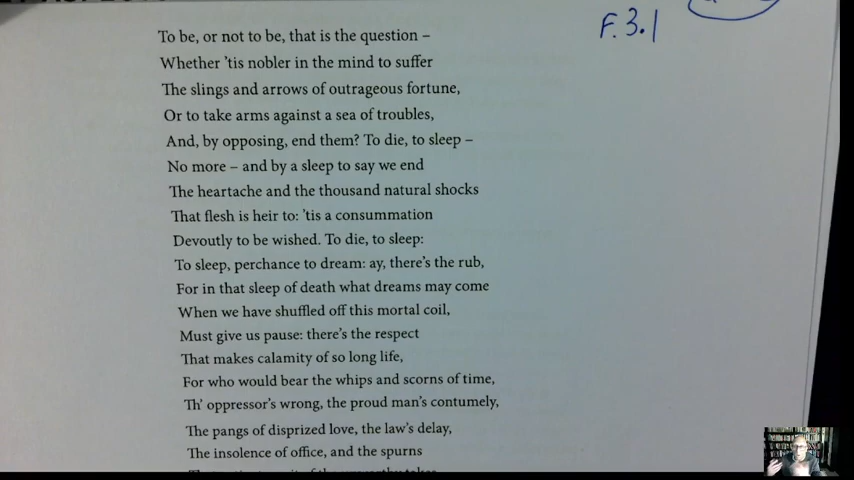 F.3.1
To be, or not to be, that is the question –
Whether ’tis nobler in the mind to suffer
The slings and arrows of outrageous fortune,
Or to take arms against a sea of troubles,
And, by opposing, end them? To die, to sleep –
No more – and by a sleep to say we end
The heartache and the thousand natural shocks
That flesh is heir to: ’tis a consummation
Devoutly to be wished. To die, to sleep:
To sleep, perchance to dream: ay, there’s the rub,
For in that sleep of death what dreams may come
When we have shuffled off this mortal coil,
Must give us pause: there’s the respect
That makes calamity of so long life,
For who would bear the whips and scorns of time,
Th’ oppressor’s wrong, the proud man’s contumely,
The pangs of disprized love, the law’s delay,
The insolence of office, and the spurns